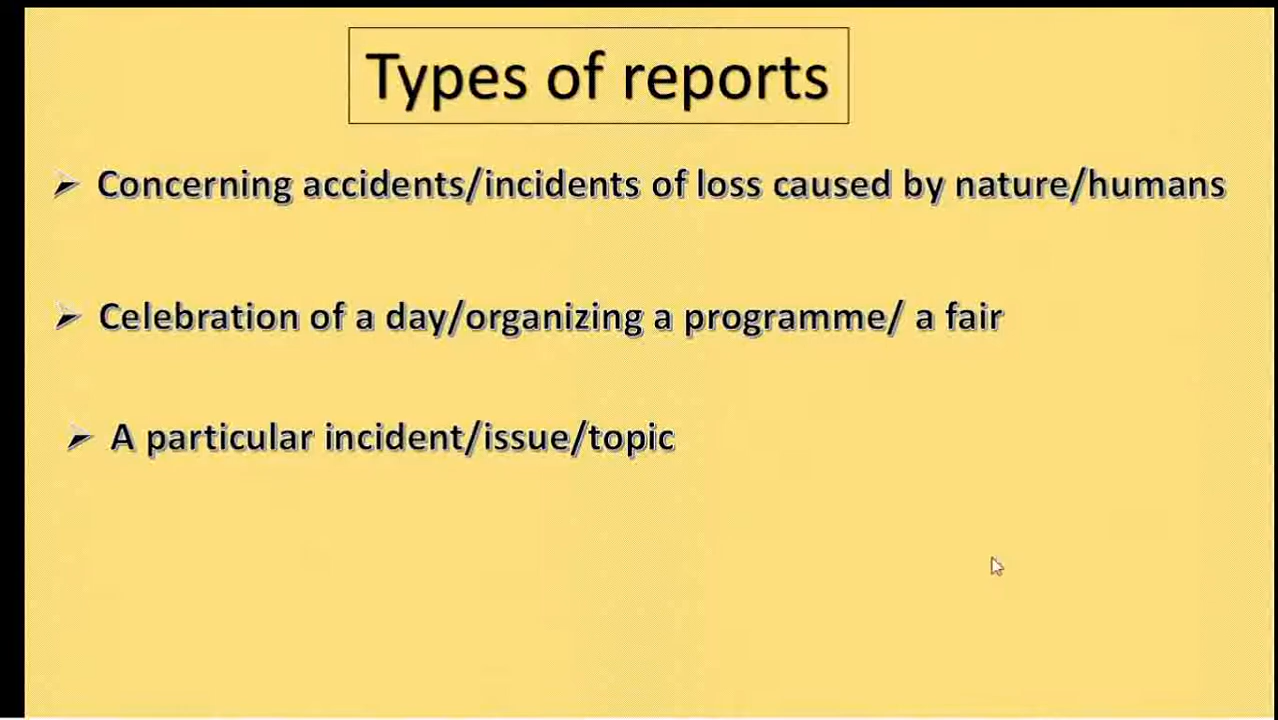 Types of reports
Concerning accidents/incidents of loss caused by nature/humans
Celebration of a day/organizing a programme/ a fair
A particular incident/issue/topic